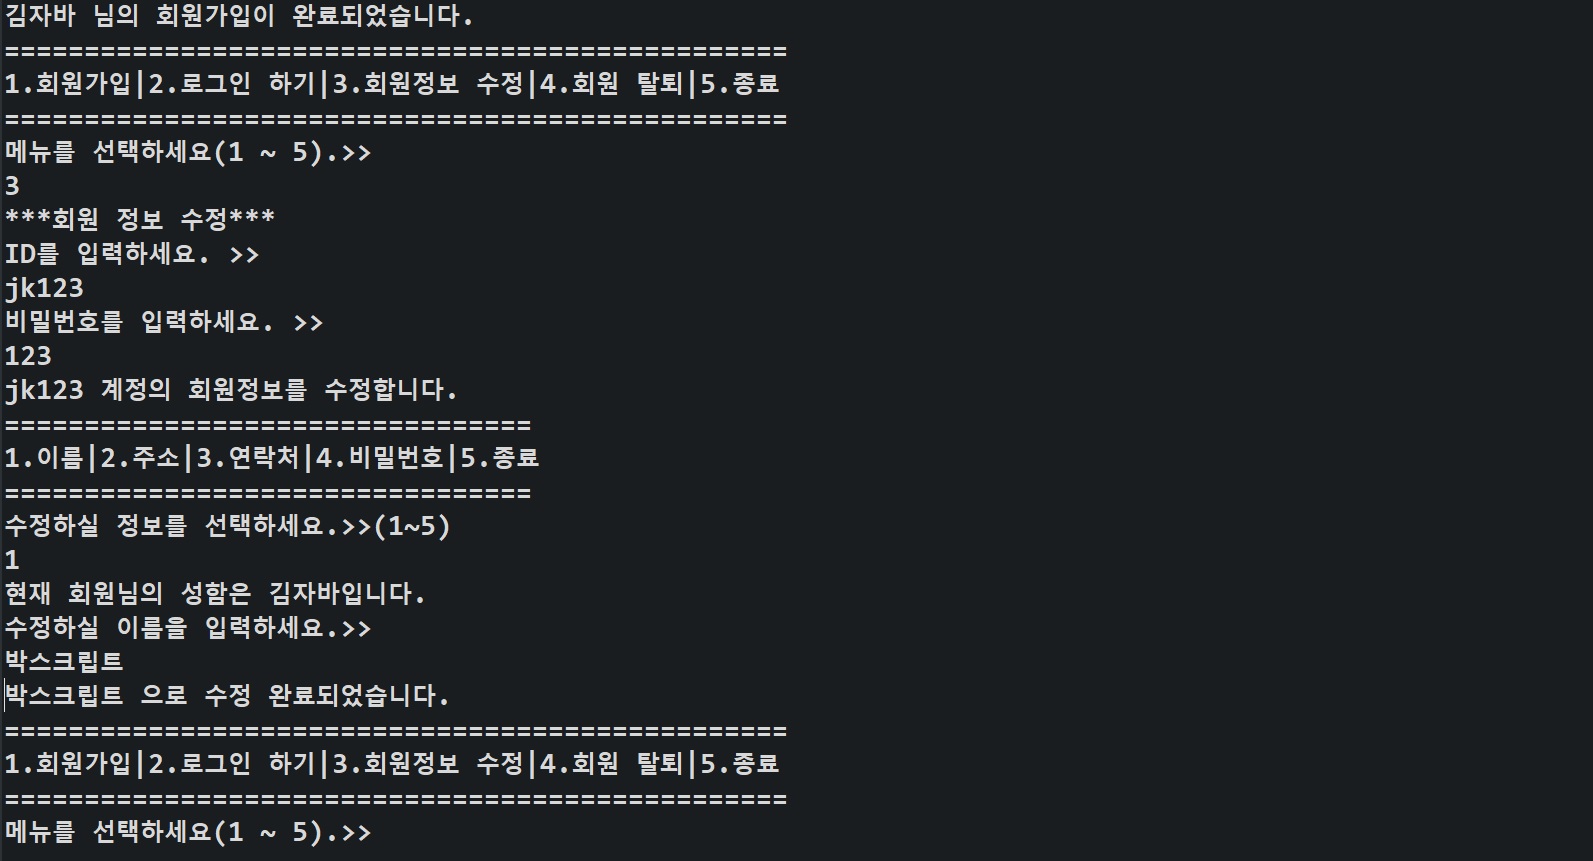 김자바 님의 회원가입이 완료되었습니다.
=================================================
1.회원가입|2.로그인 하기|3.회원정보 수정|4.회원 탈퇴|5.종료
=================================================
메뉴를 선택하세요(1 ~ 5).>>
3
***회원 정보 수정***
ID를 입력하세요. >>
jk123
비밀번호를 입력하세요. >>
123
jk123 계정의 회원정보를 수정합니다.
=================================
1.이름|2.주소|3.연락처|4.비밀번호|5.종료
=================================
수정하실 정보를 선택하세요.>>(1~5)
1
현재 회원님의 성함은 김자바입니다.
수정하실 이름을 입력하세요.>>
박스크립트
박스크립트 으로 수정 완료되었습니다.
=================================================
1.회원가입|2.로그인 하기|3.회원정보 수정|4.회원 탈퇴|5.종료
=================================================
메뉴를 선택하세요(1 ~ 5).>>